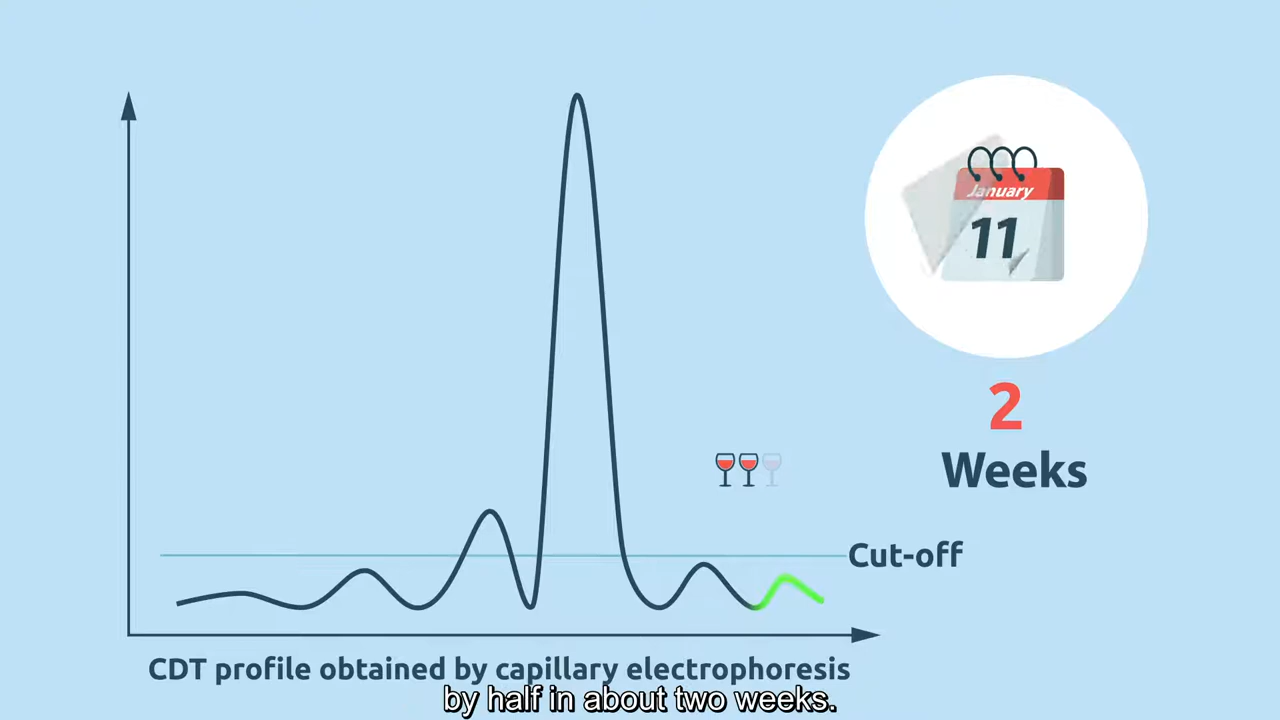 January
11
2
Weeks
Cut-off
CDT profile obtained by capillary electrophoresis
by half in about two weeks.